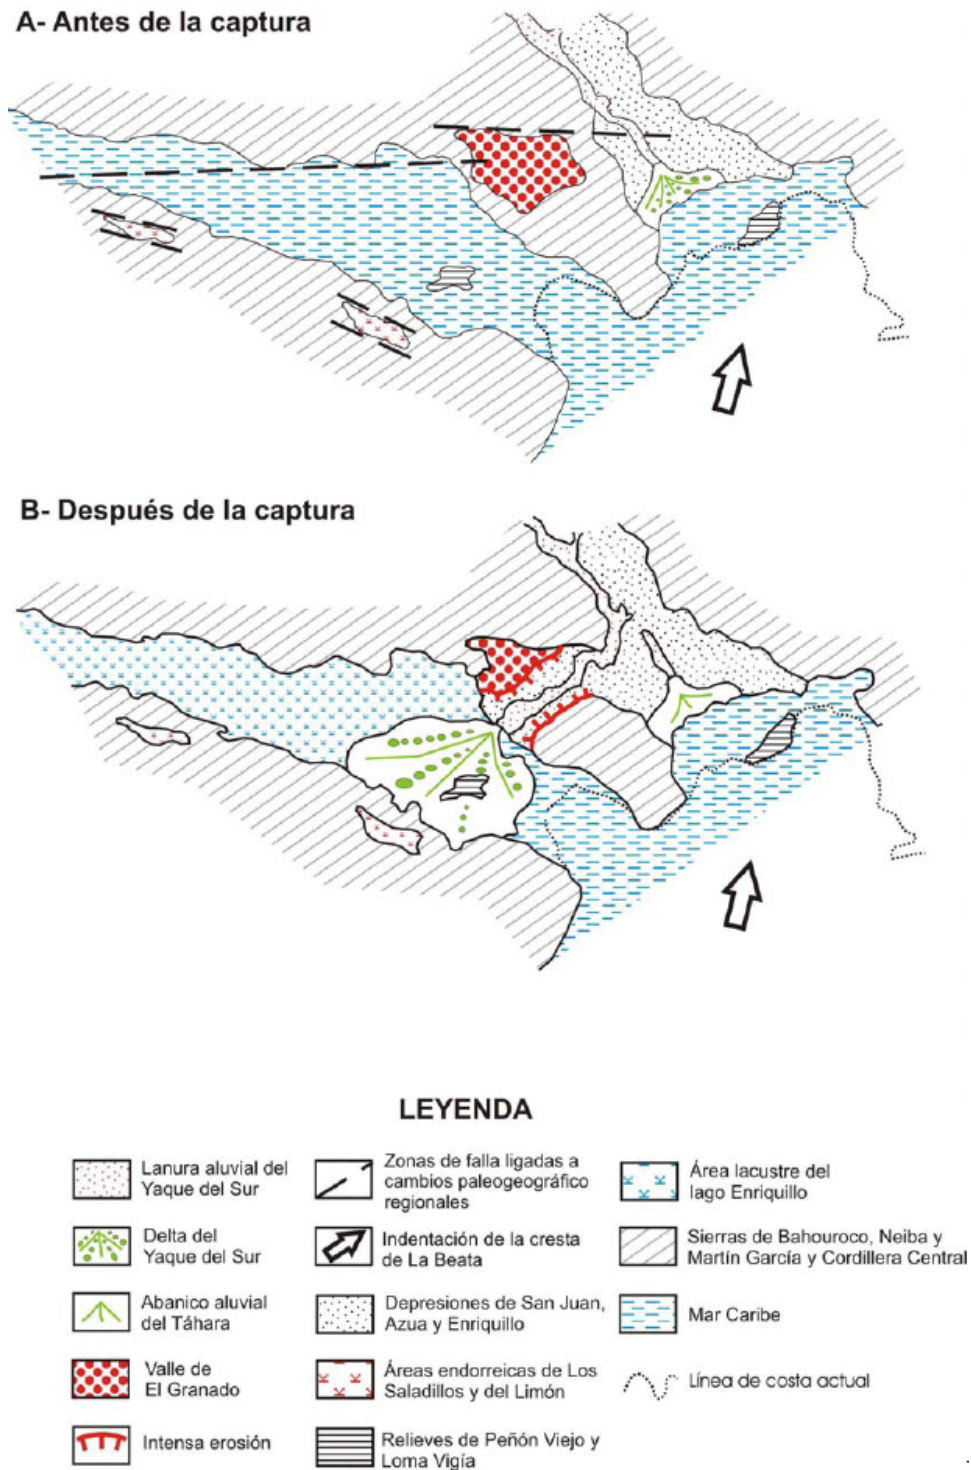 A- Antes de la captura
B- Después de la captura
LEYENDA
Lanura aluvial del
Yaque del Sur
Delta del
Yaque del Sur
Abanico aluvial
del Táhara
Valle de
El Granado
Intensa erosión
Zonas de falla ligadas a
cambios paleogeográfico
regionales
Indentación de la cresta
de La Beata
Depresiones de San Juan,
Azua y Enriquillo
Áreas endorreicas de Los
Saladillos y del Limón
Relieves de Peñón Viejo y
Loma Vigía
Área lacustre del
lago Enriquillo
Sierras de Bahouroco, Neiba y
Martín García y Cordillera Central
Mar Caribe
Línea de costa actual